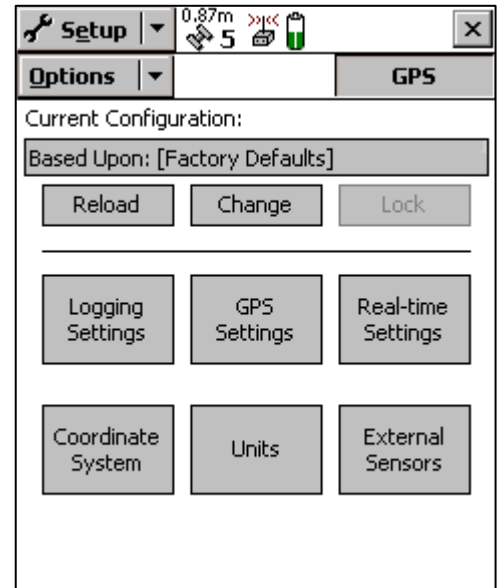 Setup 0.87m
5
Options GPS
Current Configuration:
Based Upon: [Factory Defaults]
Reload Change Lock
Logging Settings
GPS Settings
Real-time Settings
Coordinate System
Units
External Sensors